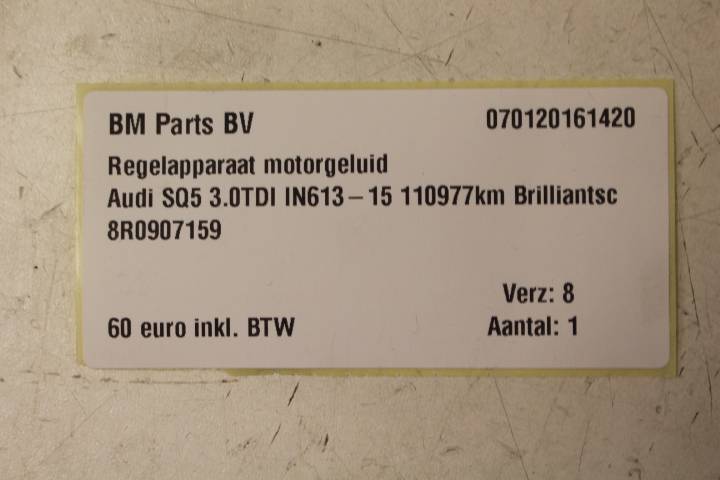 BM Parts BV 070120161420
Regelapparaat motorgeluid
Audi SQ5 3.0TDI IN613-15 110977km Brilliantsc
8R0907159
Verz: 8
60 euro inkl. BTW Aantal: 1